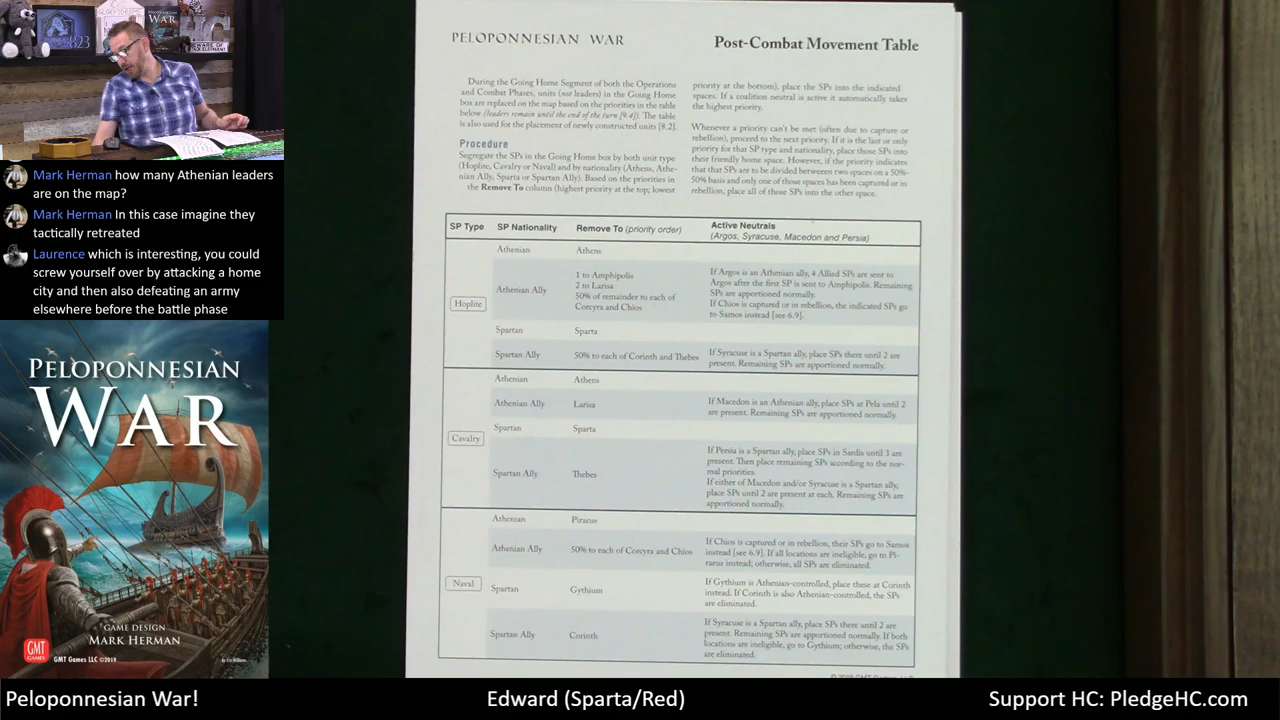 WAR
823
BEWARE OF
Mark Herman how many Athenian leaders
are on the map?
Mark Herman In this case imagine they
tactically retreated
Laurence which is interesting, you could
screw yourself over by attacking a home
city and then also defeating an army
elsewhere before the battle phase
PELOPONNESIAN
WAR
GAME DESIGN
MARK HERMAN
GMT
GAMES
GMT Games LLC ©2019
PELOPONNESIAN WAR
Post-Combat Movement Table
During the Going Home Segment of both the Operations
and Combat Phases, units (not leaders) in the Going Home
box are replaced on the map based on the priorities in the table
below (leaders remain until the end of the turn [9.4]). The table
is also used for the placement of newly constructed units [8.2].
Procedure
Segregate the SPs in the Going Home box by both unit type
(Hoplite, Cavalry or Naval) and by nationality (Athens, Athe-
nian Ally, Sparta or Spartan Ally). Based on the priorities in
the Remove To column (highest priority at the top; lowest
priority at the bottom), place the SPs into the indicated
spaces. If a coalition neutral is active it automatically takes
the highest priority.
Whenever a priority can't be met (often due to capture or
rebellion), proceed to the next priority. If it is the last or only
priority for that SP type and nationality, place those SPs into
their friendly home space. However, if the priority indicates
that that SPs are to be divided betweeen two spaces on a 50%-
50% basis and only one of those spaces has been captured or in
rebellion, place all of those SPs into the other space.
SP Type SP Nationality Remove To (priority order) Active Neutrals
(Argos, Syracuse, Macedon and Persia)
Hoplite
Athenian Athens
Athenian Ally
1 to Amphipolis
2 to Larisa
50% of remainder to each of
Corcyra and Chios
If Argos is an Athenian ally, 4 Allied SPs are sent to
Argos after the first SP is sent to Amphipolis. Remaining
SPs are apportioned normally.
If Chios is captured or in rebellion, the indicated SPs go
to Samos instead [see 6.9].
Spartan Sparta
Spartan Ally 50% to each of Corinth and Thebes
If Syracuse is a Spartan ally, place SPs there until 2 are
present. Remaining SPs are apportioned normally.
Cavalry
Athenian Athens
Athenian Ally Larisa
If Macedon is an Athenian ally, place SPs at Pela until 2
are present. Remaining SPs are apportioned normally.
Spartan Sparta
Spartan Ally Thebes
If Persia is a Spartan ally, place SPs in Sardis until 3 are
present. Then place remaining SPs according to the nor-
mal priorities.
If either of Macedon and/or Syracuse is a Spartan ally,
place SPs until 2 are present at each. Remaining SPs are
apportioned normally.
Naval
Athenian Piraeus
Athenian Ally 50% to each of Corcyra and Chios
If Chios is captured or in rebellion, their SPs go to Samos
instead [see 6.9]. If all locations are ineligible, go to Pi-
raeus instead; otherwise, all SPs are eliminated.
Spartan Gythium
If Gythium is Athenian-controlled, place these at Corinth
instead. If Corinth is also Athenian-controlled, the SPs
are eliminated.
Spartan Ally Corinth
If Syracuse is a Spartan ally, place SPs there until 2 are
present. Remaining SPs are apportioned normally. If both
locations are ineligible, go to Gythium; otherwise, the SPs
are eliminated.
Peloponnesian War!
Edward (Sparta/Red)
Support HC: PledgeHC.com